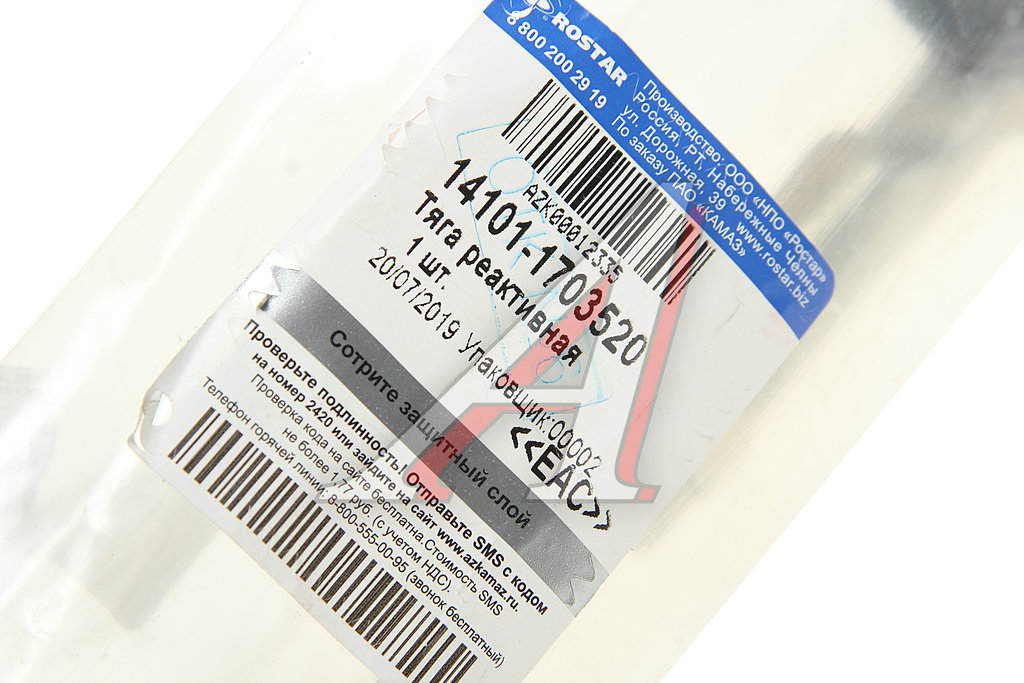 ROSTAR
8 800 200 29 19
Производство: ООО «НПО «Ростар»
Россия, РТ, Набережные Челны
ул. Дорожная, 39 www.rostar.biz
По заказу ПАО «КАМАЗ»
AZK00012335
14101-1703520
Тяга реактивная
1 шт.
20/07/2019 Упаковщик:00002
<<EAC>>
Сотрите защитный слой
Проверьте подлинность! Отправьте SMS с кодом
на номер 2420 или зайдите на сайт www.azkamaz.ru.
Проверка кода на сайте бесплатна. Стоимость SMS
не более 1,77 руб. (с учетом НДС).
Телефон горячей линии: 8-800-555-00-95 (звонок бесплатный)